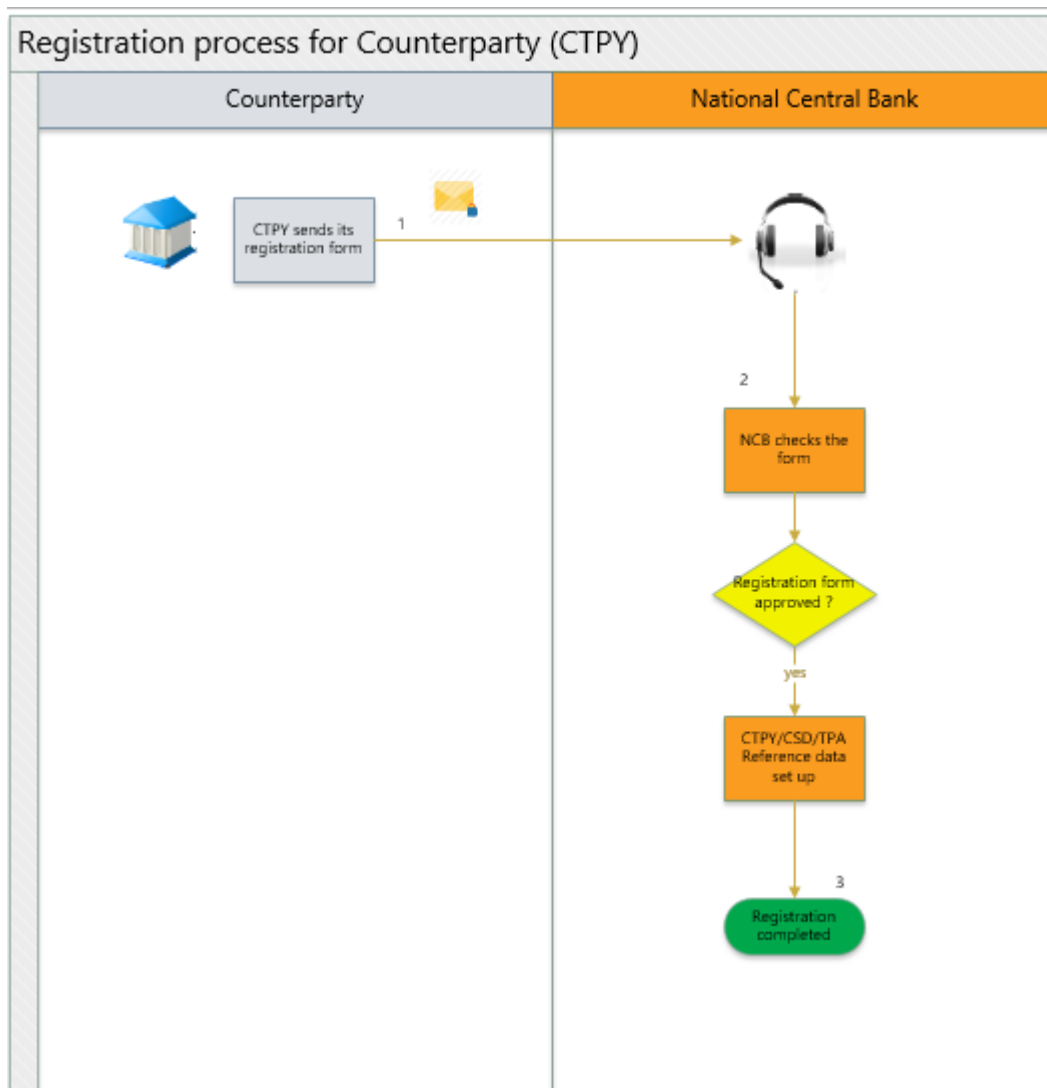 Registration process for Counterparty (CTPY)
Counterparty
National Central Bank
CTPY sends its
registration form
1
2
NCB checks the
form
Registration form
approved ?
yes
CTPY/CSD/TPA
Reference data
set up
3
Registration
completed